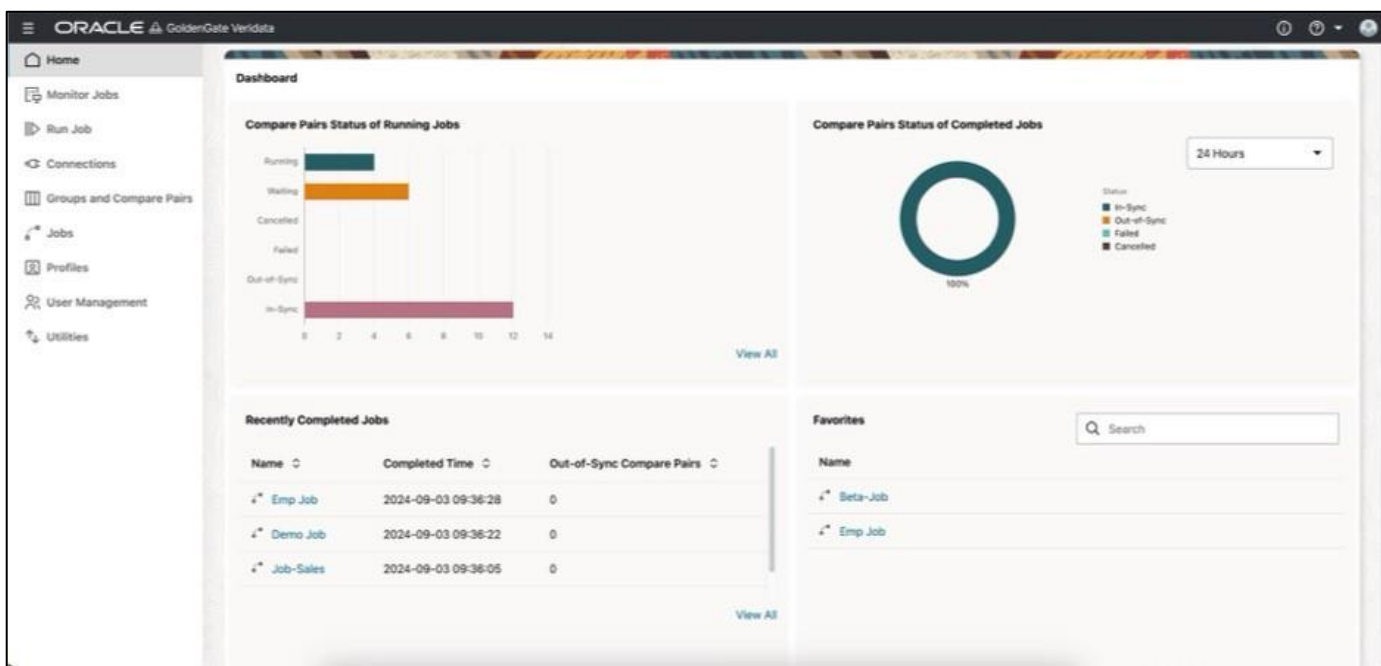 ORACLE GoldenGate Veridata
Home
Monitor Jobs
Run Job
Connections
Groups and Compare Pairs
Jobs
Profiles
User Management
Utilities
Dashboard
Compare Pairs Status of Running Jobs
Running
Waiting
Cancelled
Failed
Out-of-Sync
In-Sync
0 2 4 6 8 10 12 14
View All
Compare Pairs Status of Completed Jobs
24 Hours
100%
Status
In-Sync
Out-of-Sync
Failed
Cancelled
Recently Completed Jobs
Name Completed Time Out-of-Sync Compare Pairs
Emp Job 2024-09-03 09:36:28 0
Demo Job 2024-09-03 09:36:22 0
Job-Sales 2024-09-03 09:36:05 0
View All
Favorites
Search
Name
Beta-Job
Emp Job